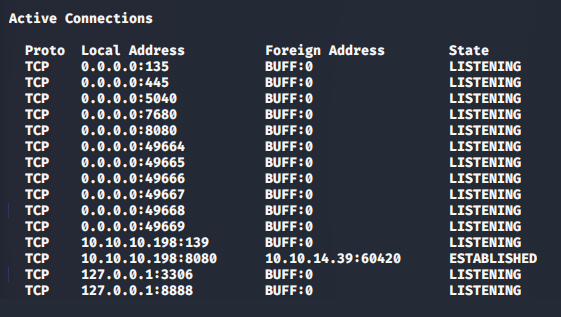 Active Connections
Proto  Local Address          Foreign Address        State
TCP    0.0.0.0:135            BUFF:0                 LISTENING
TCP    0.0.0.0:445            BUFF:0                 LISTENING
TCP    0.0.0.0:5040           BUFF:0                 LISTENING
TCP    0.0.0.0:7680           BUFF:0                 LISTENING
TCP    0.0.0.0:8080           BUFF:0                 LISTENING
TCP    0.0.0.0:49664          BUFF:0                 LISTENING
TCP    0.0.0.0:49665          BUFF:0                 LISTENING
TCP    0.0.0.0:49666          BUFF:0                 LISTENING
TCP    0.0.0.0:49667          BUFF:0                 LISTENING
TCP    0.0.0.0:49668          BUFF:0                 LISTENING
TCP    0.0.0.0:49669          BUFF:0                 LISTENING
TCP    10.10.10.198:139       BUFF:0                 LISTENING
TCP    10.10.10.198:8080      10.10.14.39:60420      ESTABLISHED
TCP    127.0.0.1:3306         BUFF:0                 LISTENING
TCP    127.0.0.1:8888         BUFF:0                 LISTENING